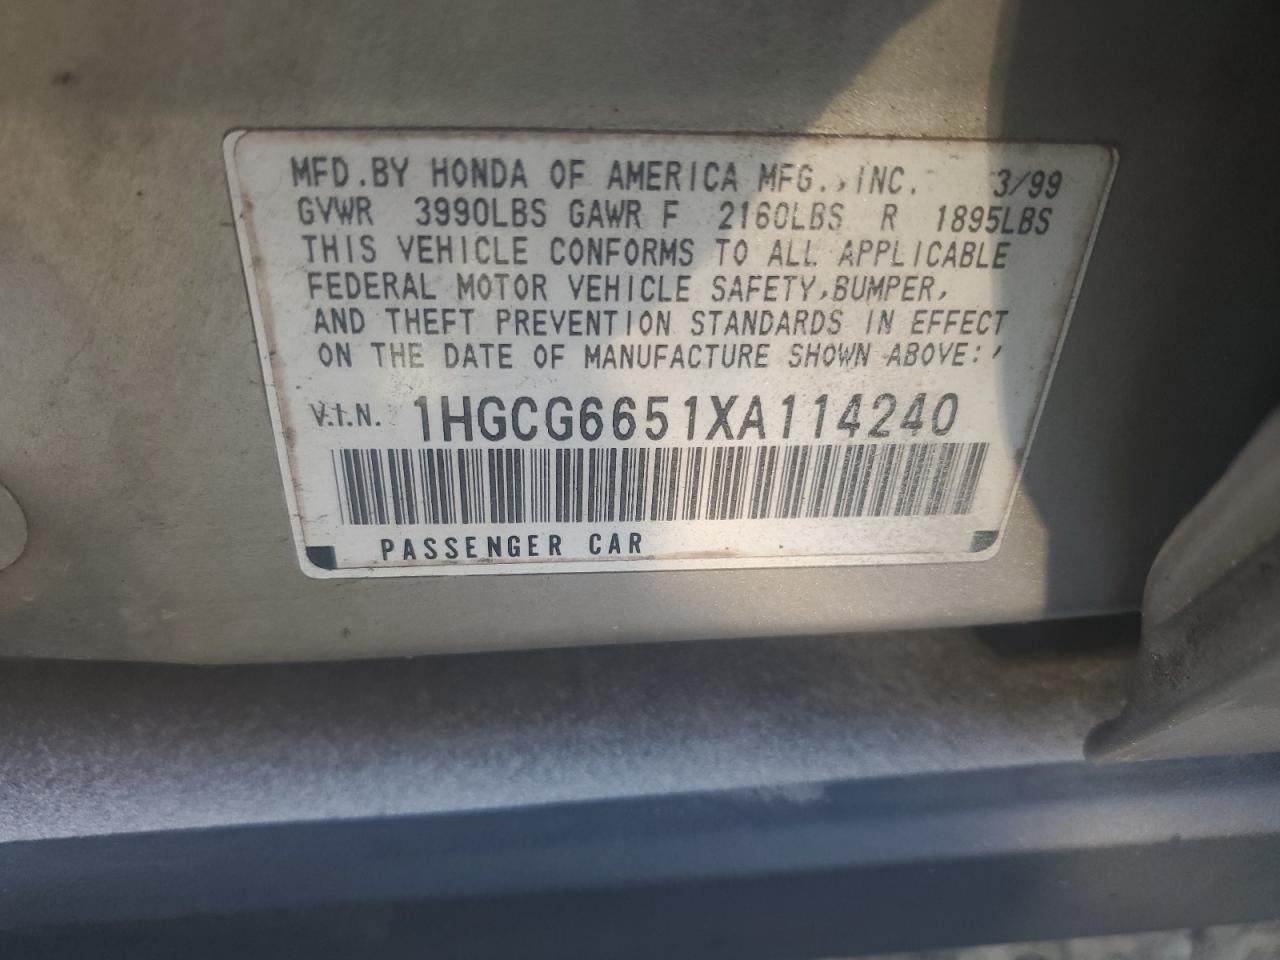 MFD.BY HONDA OF AMERICA MFG.,INC. 3/99
GVWR 3990LBS GAWR F 2160LBS R 1895LBS
THIS VEHICLE CONFORMS TO ALL APPLICABLE
FEDERAL MOTOR VEHICLE SAFETY,BUMPER,
AND THEFT PREVENTION STANDARDS IN EFFECT
ON THE DATE OF MANUFACTURE SHOWN ABOVE:
V.I.N. 1HGCG6651XA114240
PASSENGER CAR